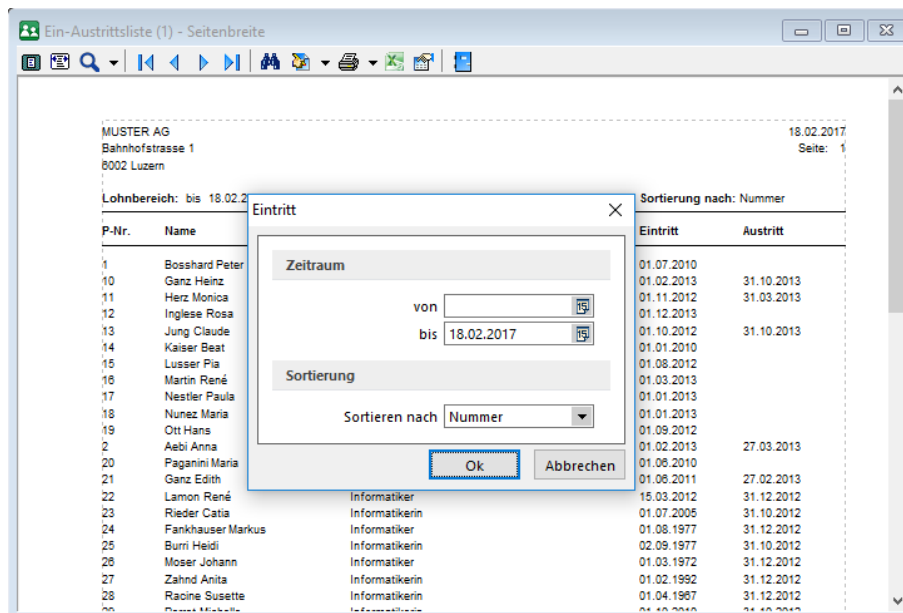 Ein-Austrittsliste (1) - Seitenbreite
MUSTER AG 18.02.2017
Bahnhofstrasse 1 Seite: 1
6002 Luzern
Lohnbereich: bis 18.02.2 Sortierung nach: Nummer
P-Nr. Name Eintritt Austritt
1 Bosshard Peter 01.07.2010
10 Ganz Heinz 01.02.2013 31.10.2013
11 Herz Monica 01.11.2012 31.03.2013
12 Inglese Rosa 01.12.2013
13 Jung Claude 01.10.2012 31.10.2013
14 Kaiser Beat 01.01.2010
15 Lusser Pia 01.08.2012
16 Martin René 01.03.2013
17 Nestler Paula 01.01.2013
18 Nunez Maria 01.01.2013
19 Ott Hans 01.09.2012
2 Aebi Anna 01.02.2013 27.03.2013
20 Paganini Maria 01.06.2010
21 Ganz Edith 01.06.2011 27.02.2013
22 Lamon René Informatiker 15.03.2012 31.12.2012
23 Rieder Catia Informatikerin 01.07.2005 31.10.2012
24 Fankhauser Markus Informatiker 01.08.1977 31.12.2012
25 Burri Heidi Informatikerin 02.09.1977 31.10.2012
26 Moser Johann Informatiker 01.03.1972 31.12.2012
27 Zahnd Anita Informatikerin 01.02.1992 31.12.2012
28 Racine Susette Informatikerin 01.04.1967 31.12.2012
Eintritt
Zeitraum
von
15
bis 18.02.2017
15
Sortierung
Sortieren nach Nummer
Ok Abbrechen